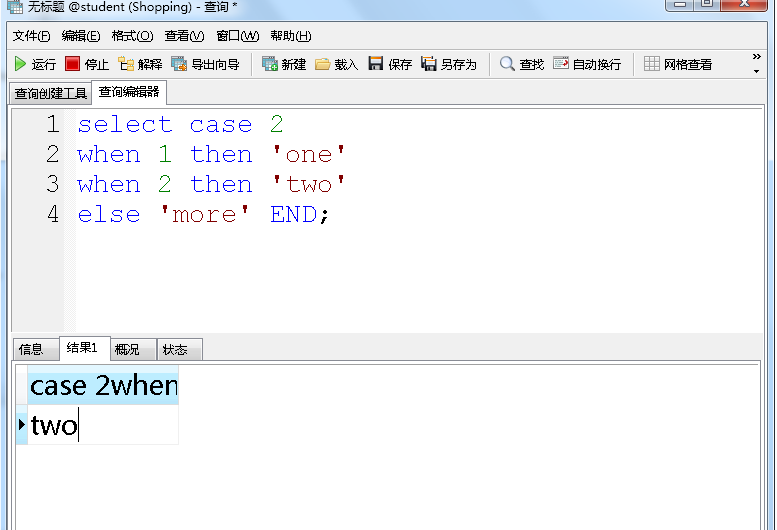 无标题 @student (Shopping) - 查询 *
文件(F) 编辑(E) 格式(O) 查看(V) 窗口(W) 帮助(H)
运行 停止 解释 导出向导 新建 载入 保存 另存为 查找 自动换行 网格查看 »
查询创建工具 查询编辑器
1 select case 2
2 when 1 then 'one'
3 when 2 then 'two'
4 else 'more' END;
信息 结果1 概况 状态
case 2when
two